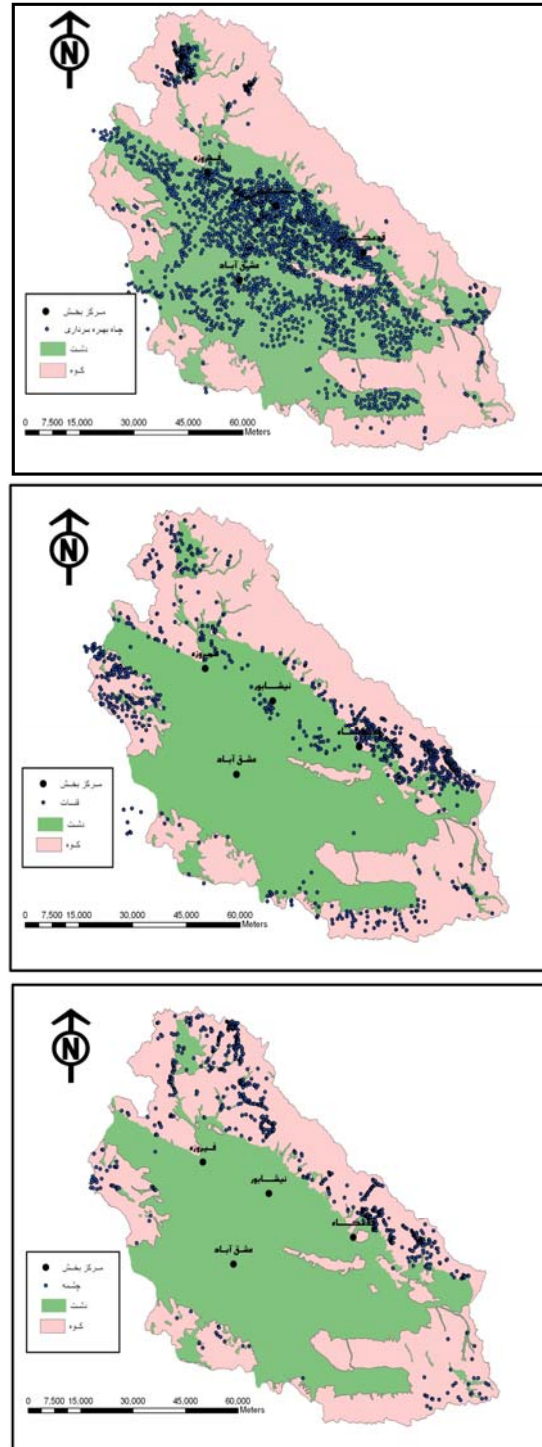 N
فیروزه
عشق آباد
مرکز بخش
چاه بهره برداری
دشت
کوه
0 7,500 15,000 30,000 45,000 60,000
Meters
N
فیروزه
نیشابور
عشق آباد
مرکز بخش
قنات
دشت
کوه
0 7,500 15,000 30,000 45,000 60,000
Meters
N
فیروزه
نیشابور
عشق آباد
مرکز بخش
چشمه
دشت
کوه
0 7,500 15,000 30,000 45,000 60,000
Meters